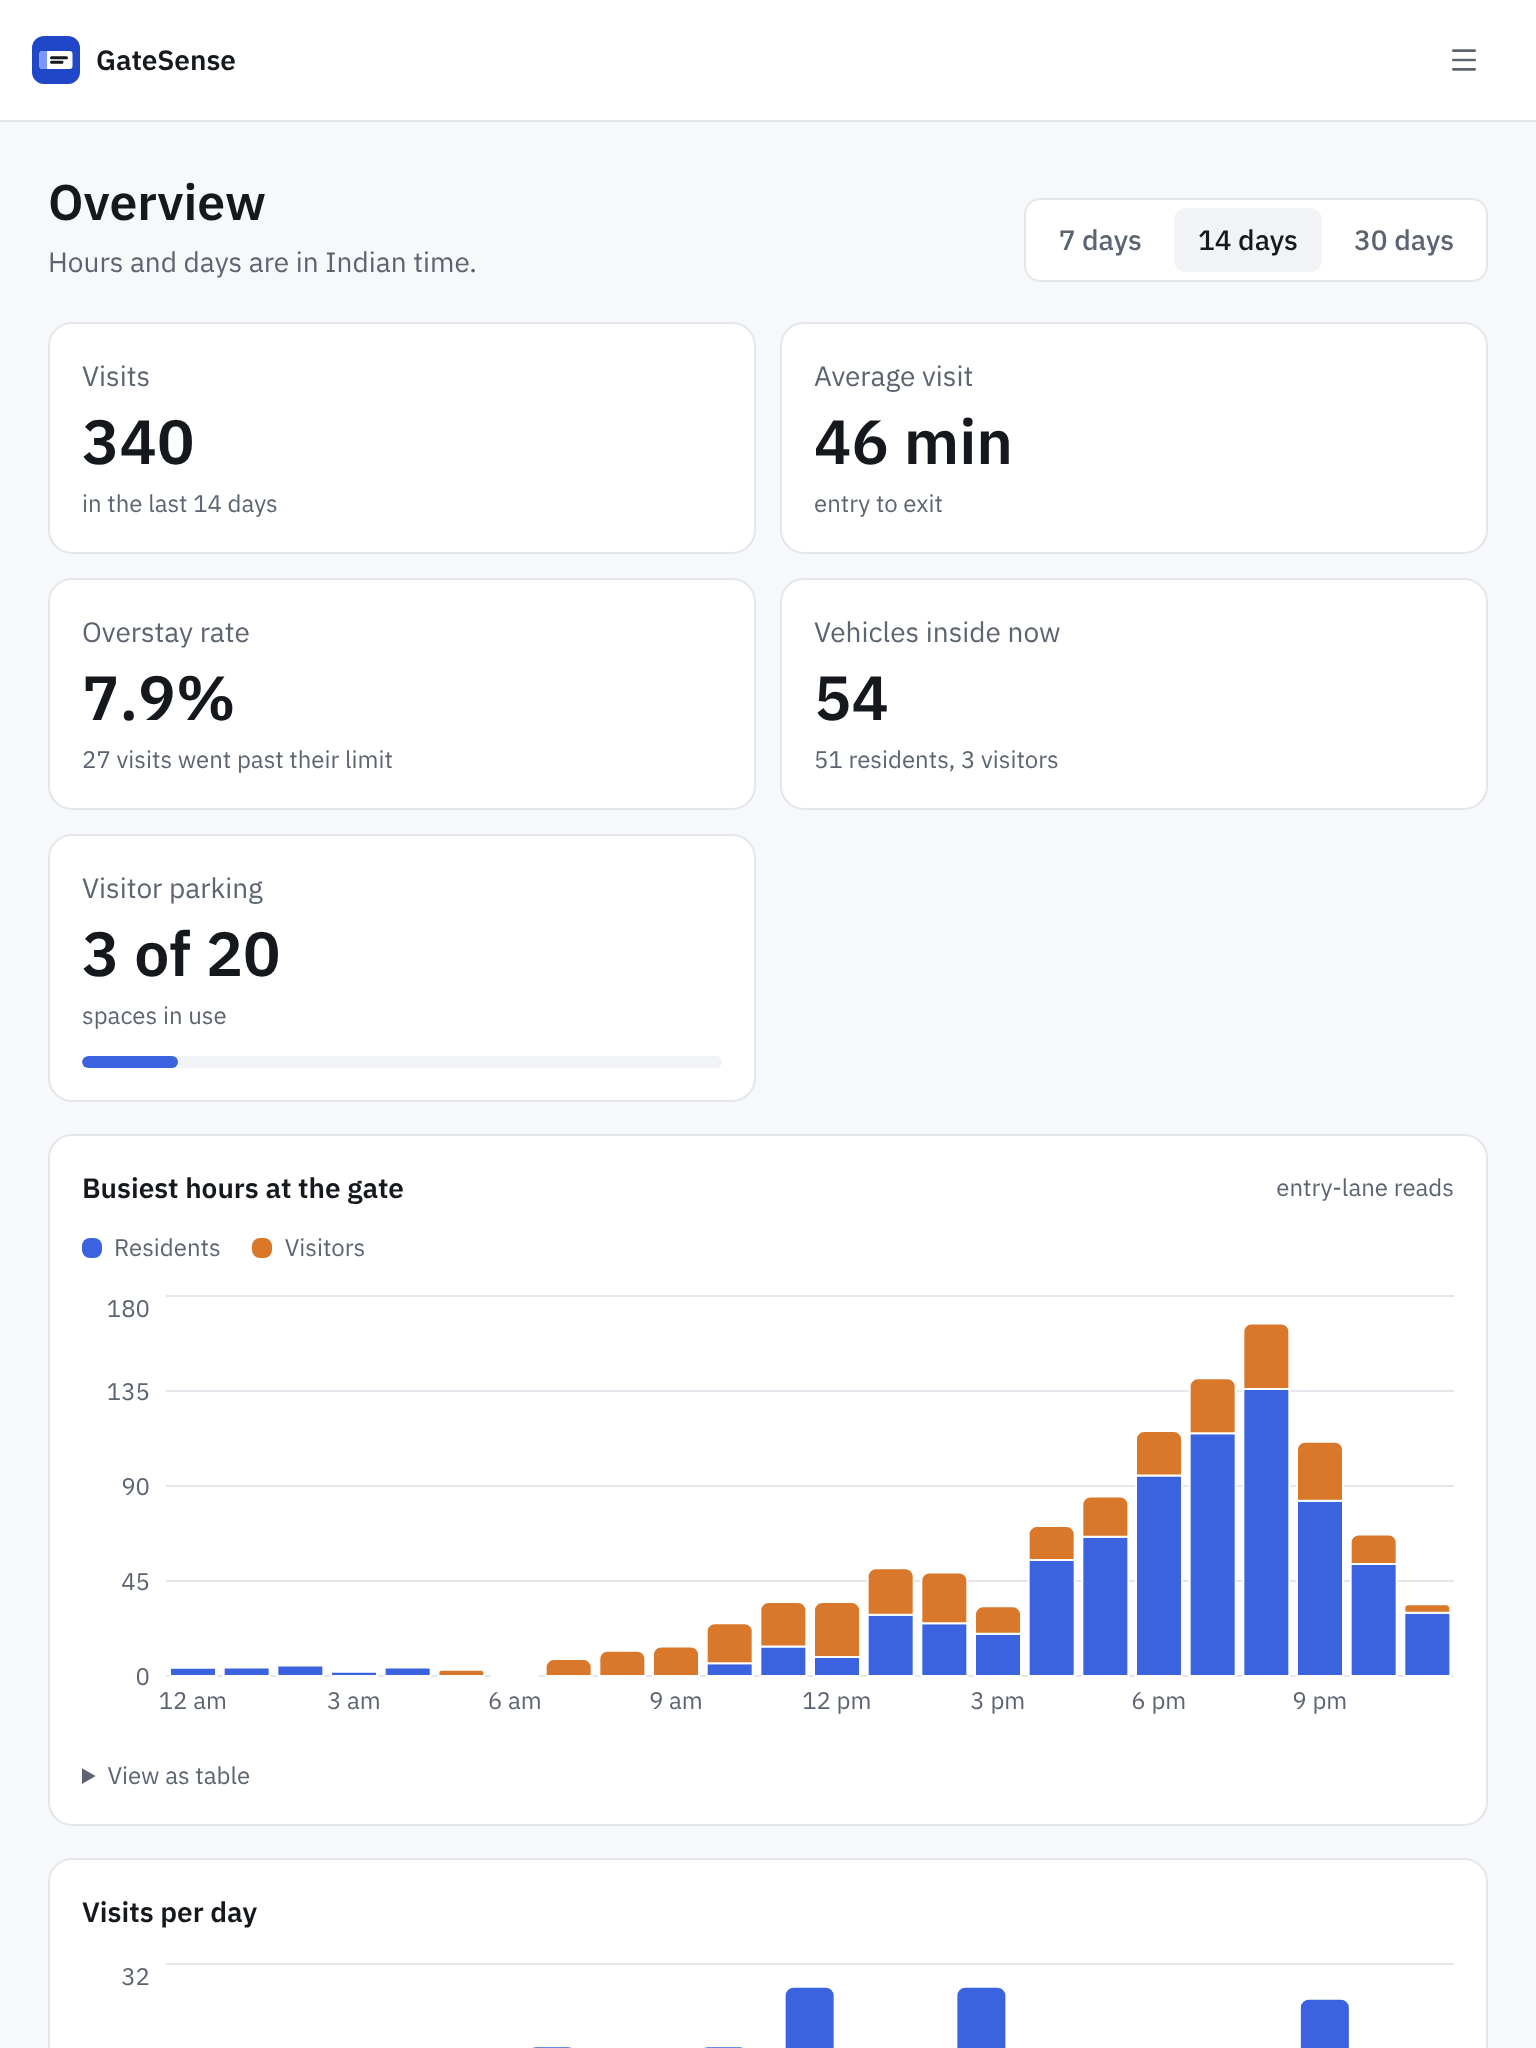 GateSense
Overview
Hours and days are in Indian time.
7 days
14 days
30 days
Visits
340
in the last 14 days
Average visit
46 min
entry to exit
Overstay rate
7.9%
27 visits went past their limit
Vehicles inside now
54
51 residents, 3 visitors
Visitor parking
3 of 20
spaces in use
Busiest hours at the gate
entry-lane reads
Residents
Visitors
180
135
90
45
0
12 am
3 am
6 am
9 am
12 pm
3 pm
6 pm
9 pm
View as table
Visits per day
32